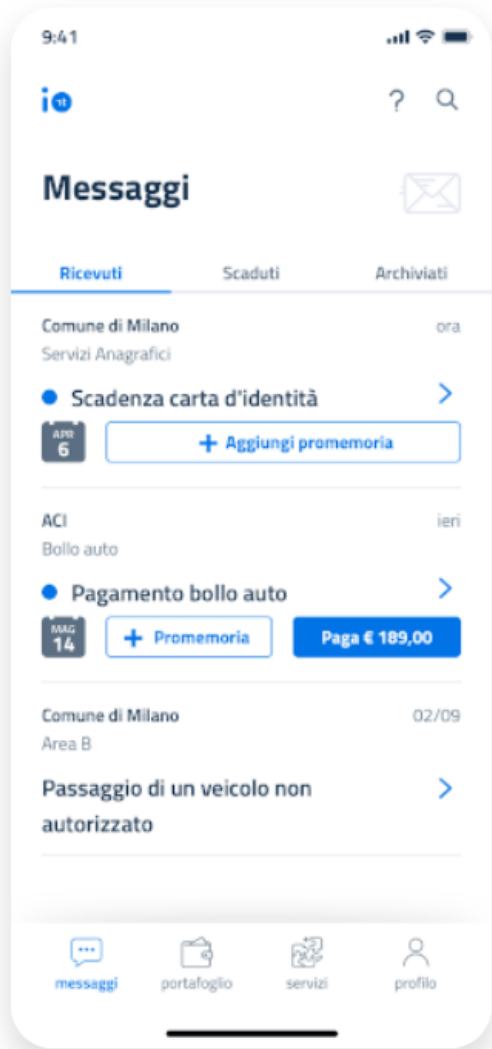 9:41
io it
?
Messaggi
Ricevuti Scaduti Archiviati
Comune di Milano ora
Servizi Anagrafici
Scadenza carta d'identità
APR
6
+ Aggiungi promemoria
ACI ieri
Bollo auto
Pagamento bollo auto
MAG
14
+ Promemoria Paga € 189,00
Comune di Milano 02/09
Area B
Passaggio di un veicolo non
autorizzato
messaggi portafoglio servizi profilo